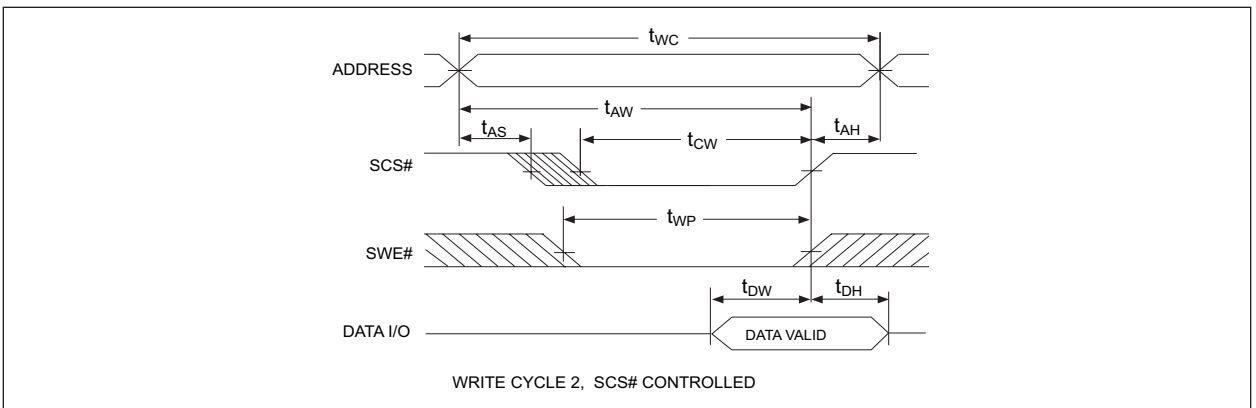 tWC
ADDRESS
tAW
tAS
tCW
tAH
SCS#
tWP
SWE#
tDW
tDH
DATA I/O
DATA VALID
WRITE CYCLE 2, SCS# CONTROLLED